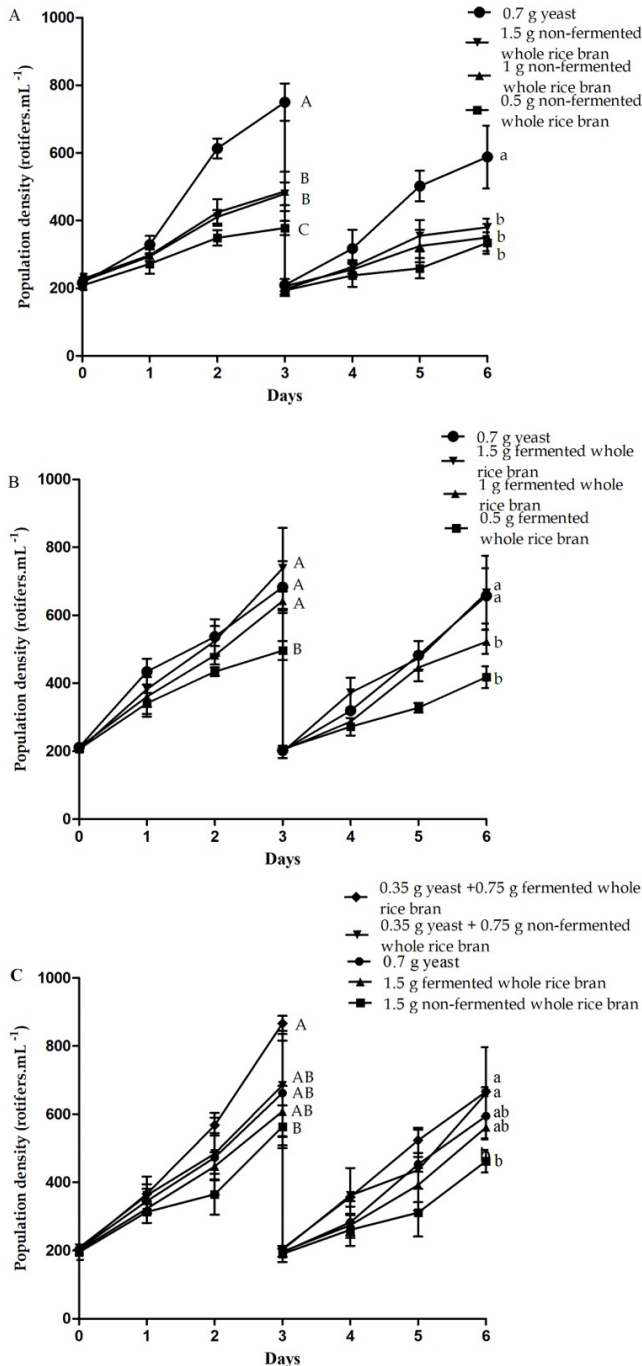 A
0.7 g yeast
1.5 g non-fermented
whole rice bran
1 g non-fermented
whole rice bran
0.5 g non-fermented
whole rice bran
Population density (rotifers.mL -1)
1000
800
600
400
200
0
A
B
B
C
a
b
b
b
0 1 2 3 4 5 6
Days
B
0.7 g yeast
1.5 g fermented whole
rice bran
1 g fermented whole
rice bran
0.5 g fermented
whole rice bran
Population density (rotifers.mL -1)
1000
800
600
400
200
0
A
A
A
B
a
a
b
b
0 1 2 3 4 5 6
Days
0.35 g yeast +0.75 g fermented whole
rice bran
0.35 g yeast + 0.75 g non-fermented
whole rice bran
0.7 g yeast
1.5 g fermented whole rice bran
1.5 g non-fermented whole rice bran
C
Population density (rotifers.mL -1)
1000
800
600
400
200
0
A
AB
AB
AB
B
a
a
ab
ab
b
0 1 2 3 4 5 6
Days